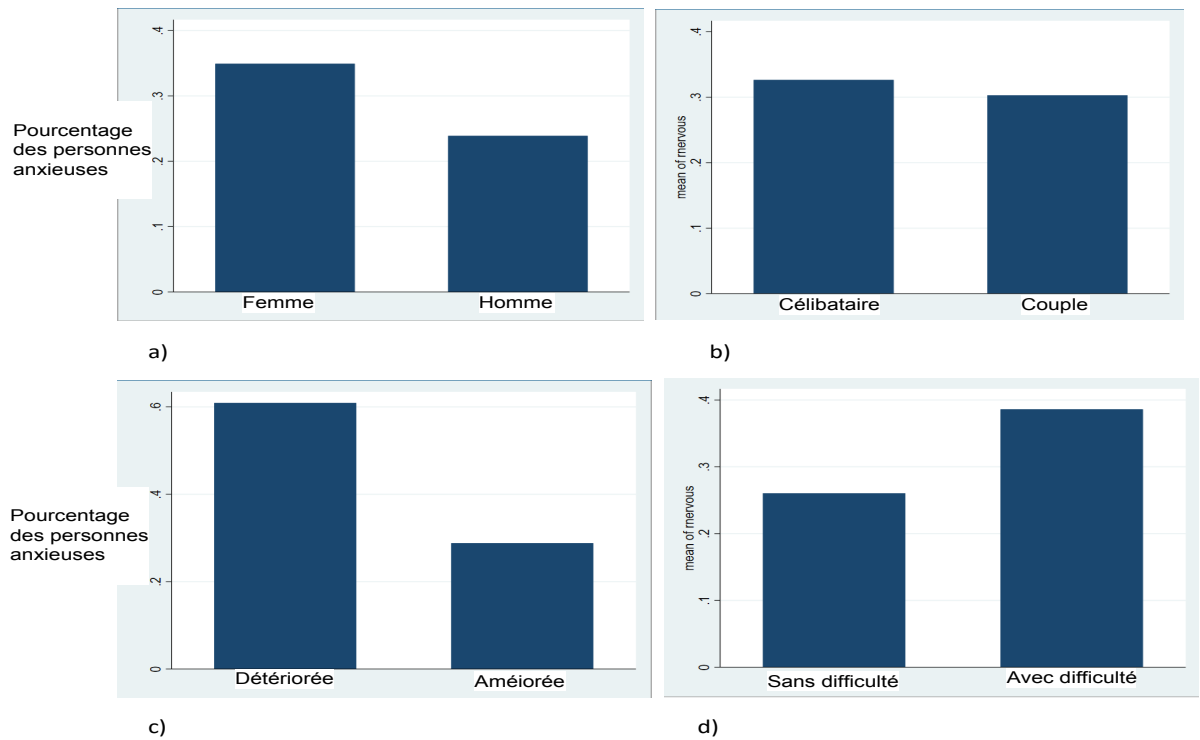 Pourcentage
des personnes
anxieuses
.4
.3
.2
.1
0
Femme
Homme
a)
mean of rnervous
.4
.3
.2
.1
0
Célibataire
Couple
b)
Pourcentage
des personnes
anxieuses
.6
.4
.2
0
Détériorée
Améiorée
c)
mean of rnervous
.4
.3
.2
.1
0
Sans difficulté
Avec difficulté
d)